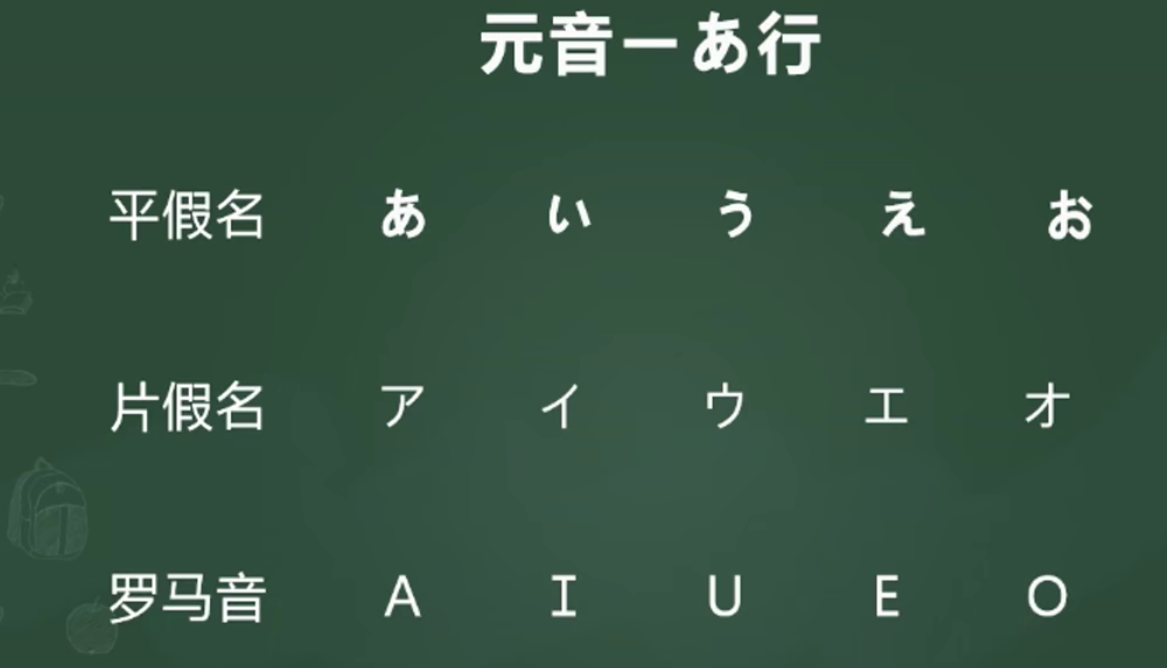 元音一あ行
平假名 あ い う え お
片假名 ア イ ウ エ オ
罗马音 A I U E O